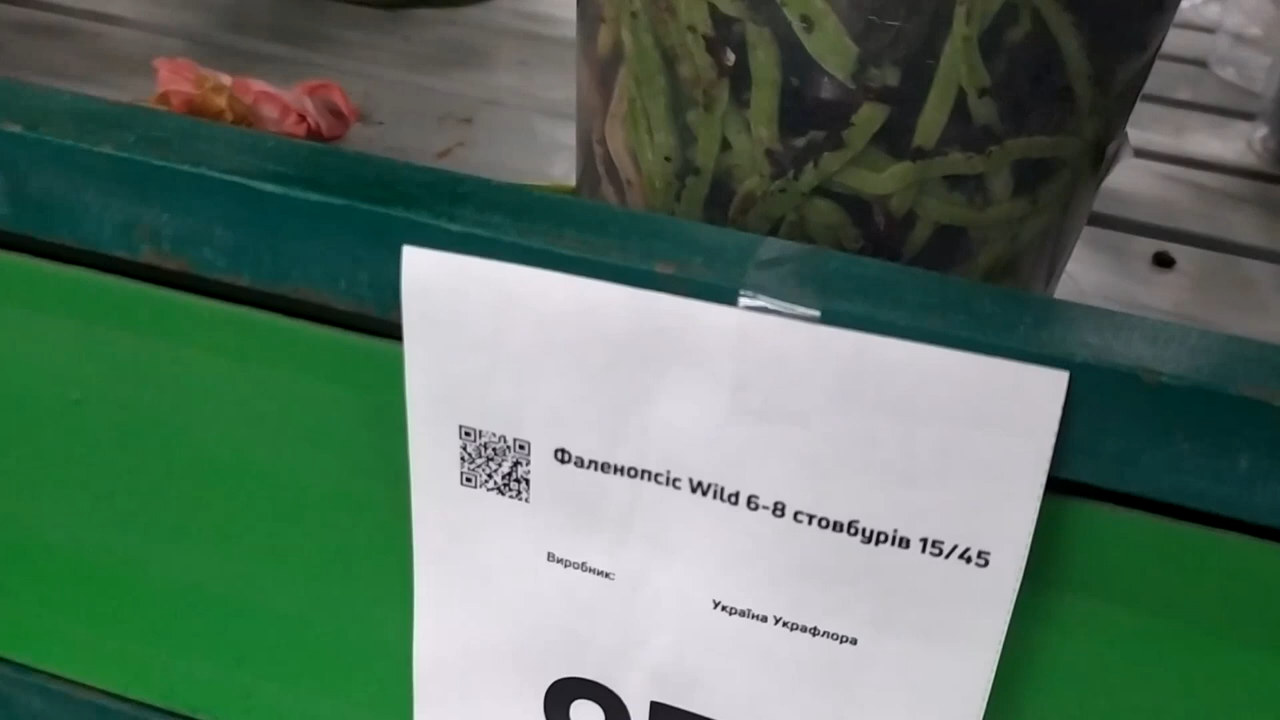 Фаленопсіс Wild 6-8 стовбурів 15/45
Виробник:
Україна Украфлора